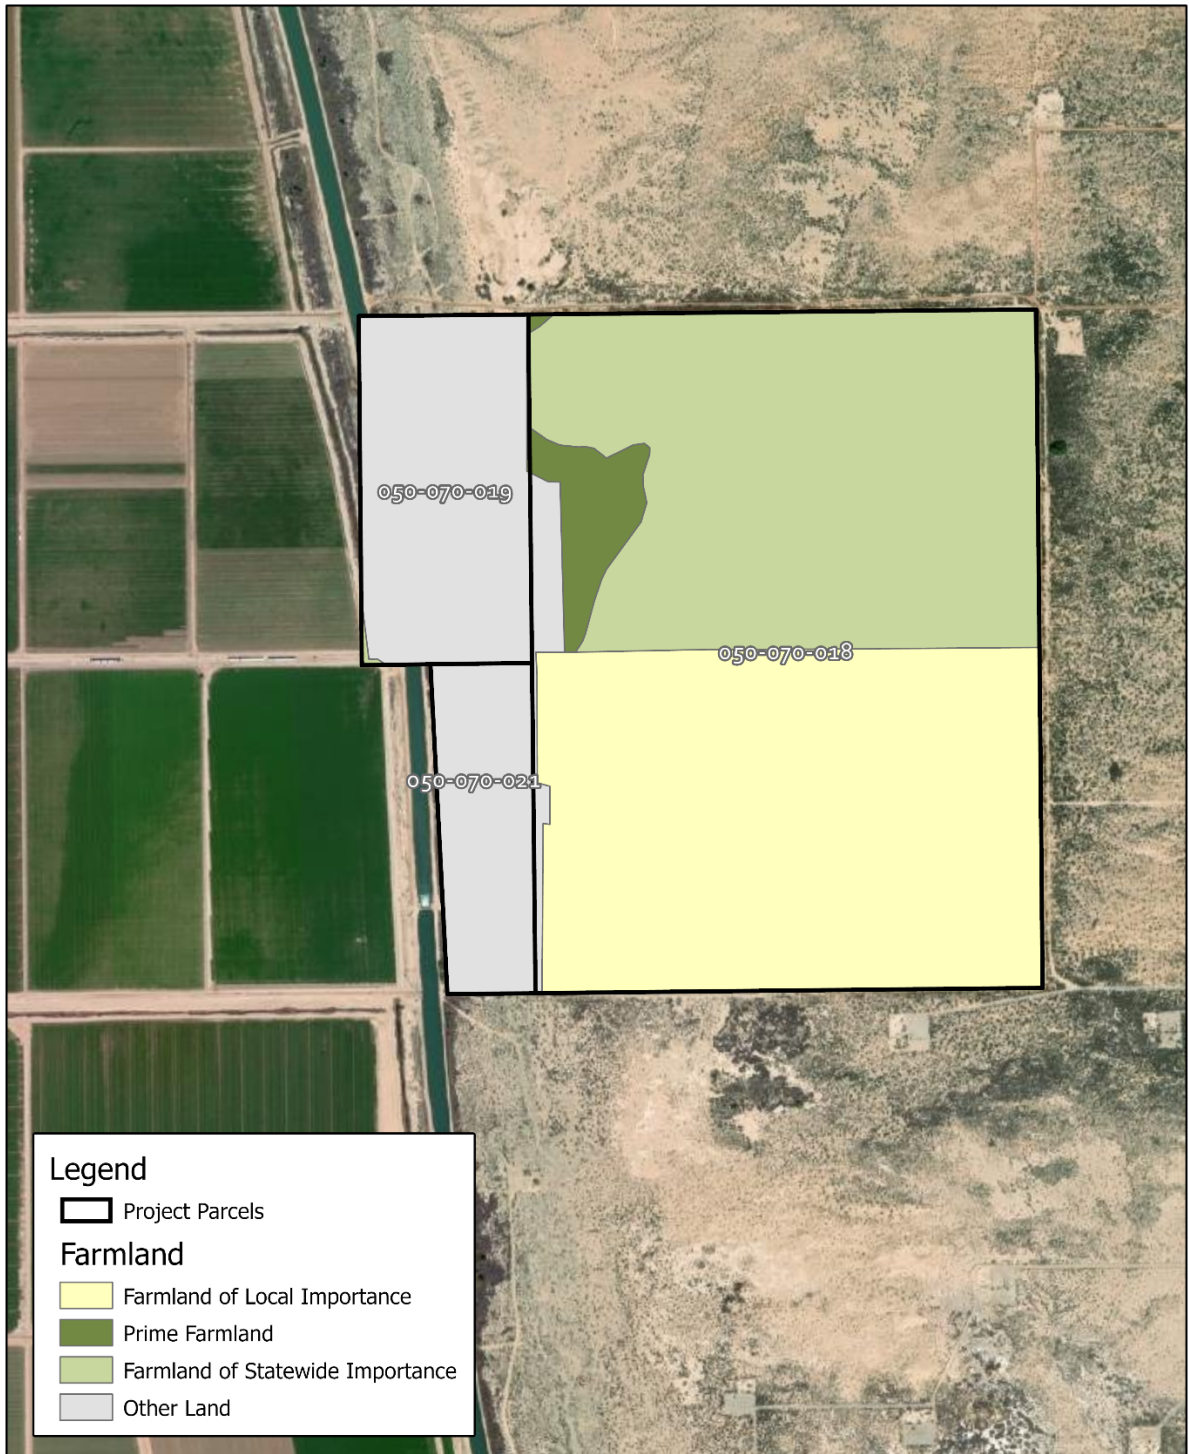 050-070-019
050-070-018
050-070-021
Legend
Project Parcels
Farmland
Farmland of Local Importance
Prime Farmland
Farmland of Statewide Importance
Other Land